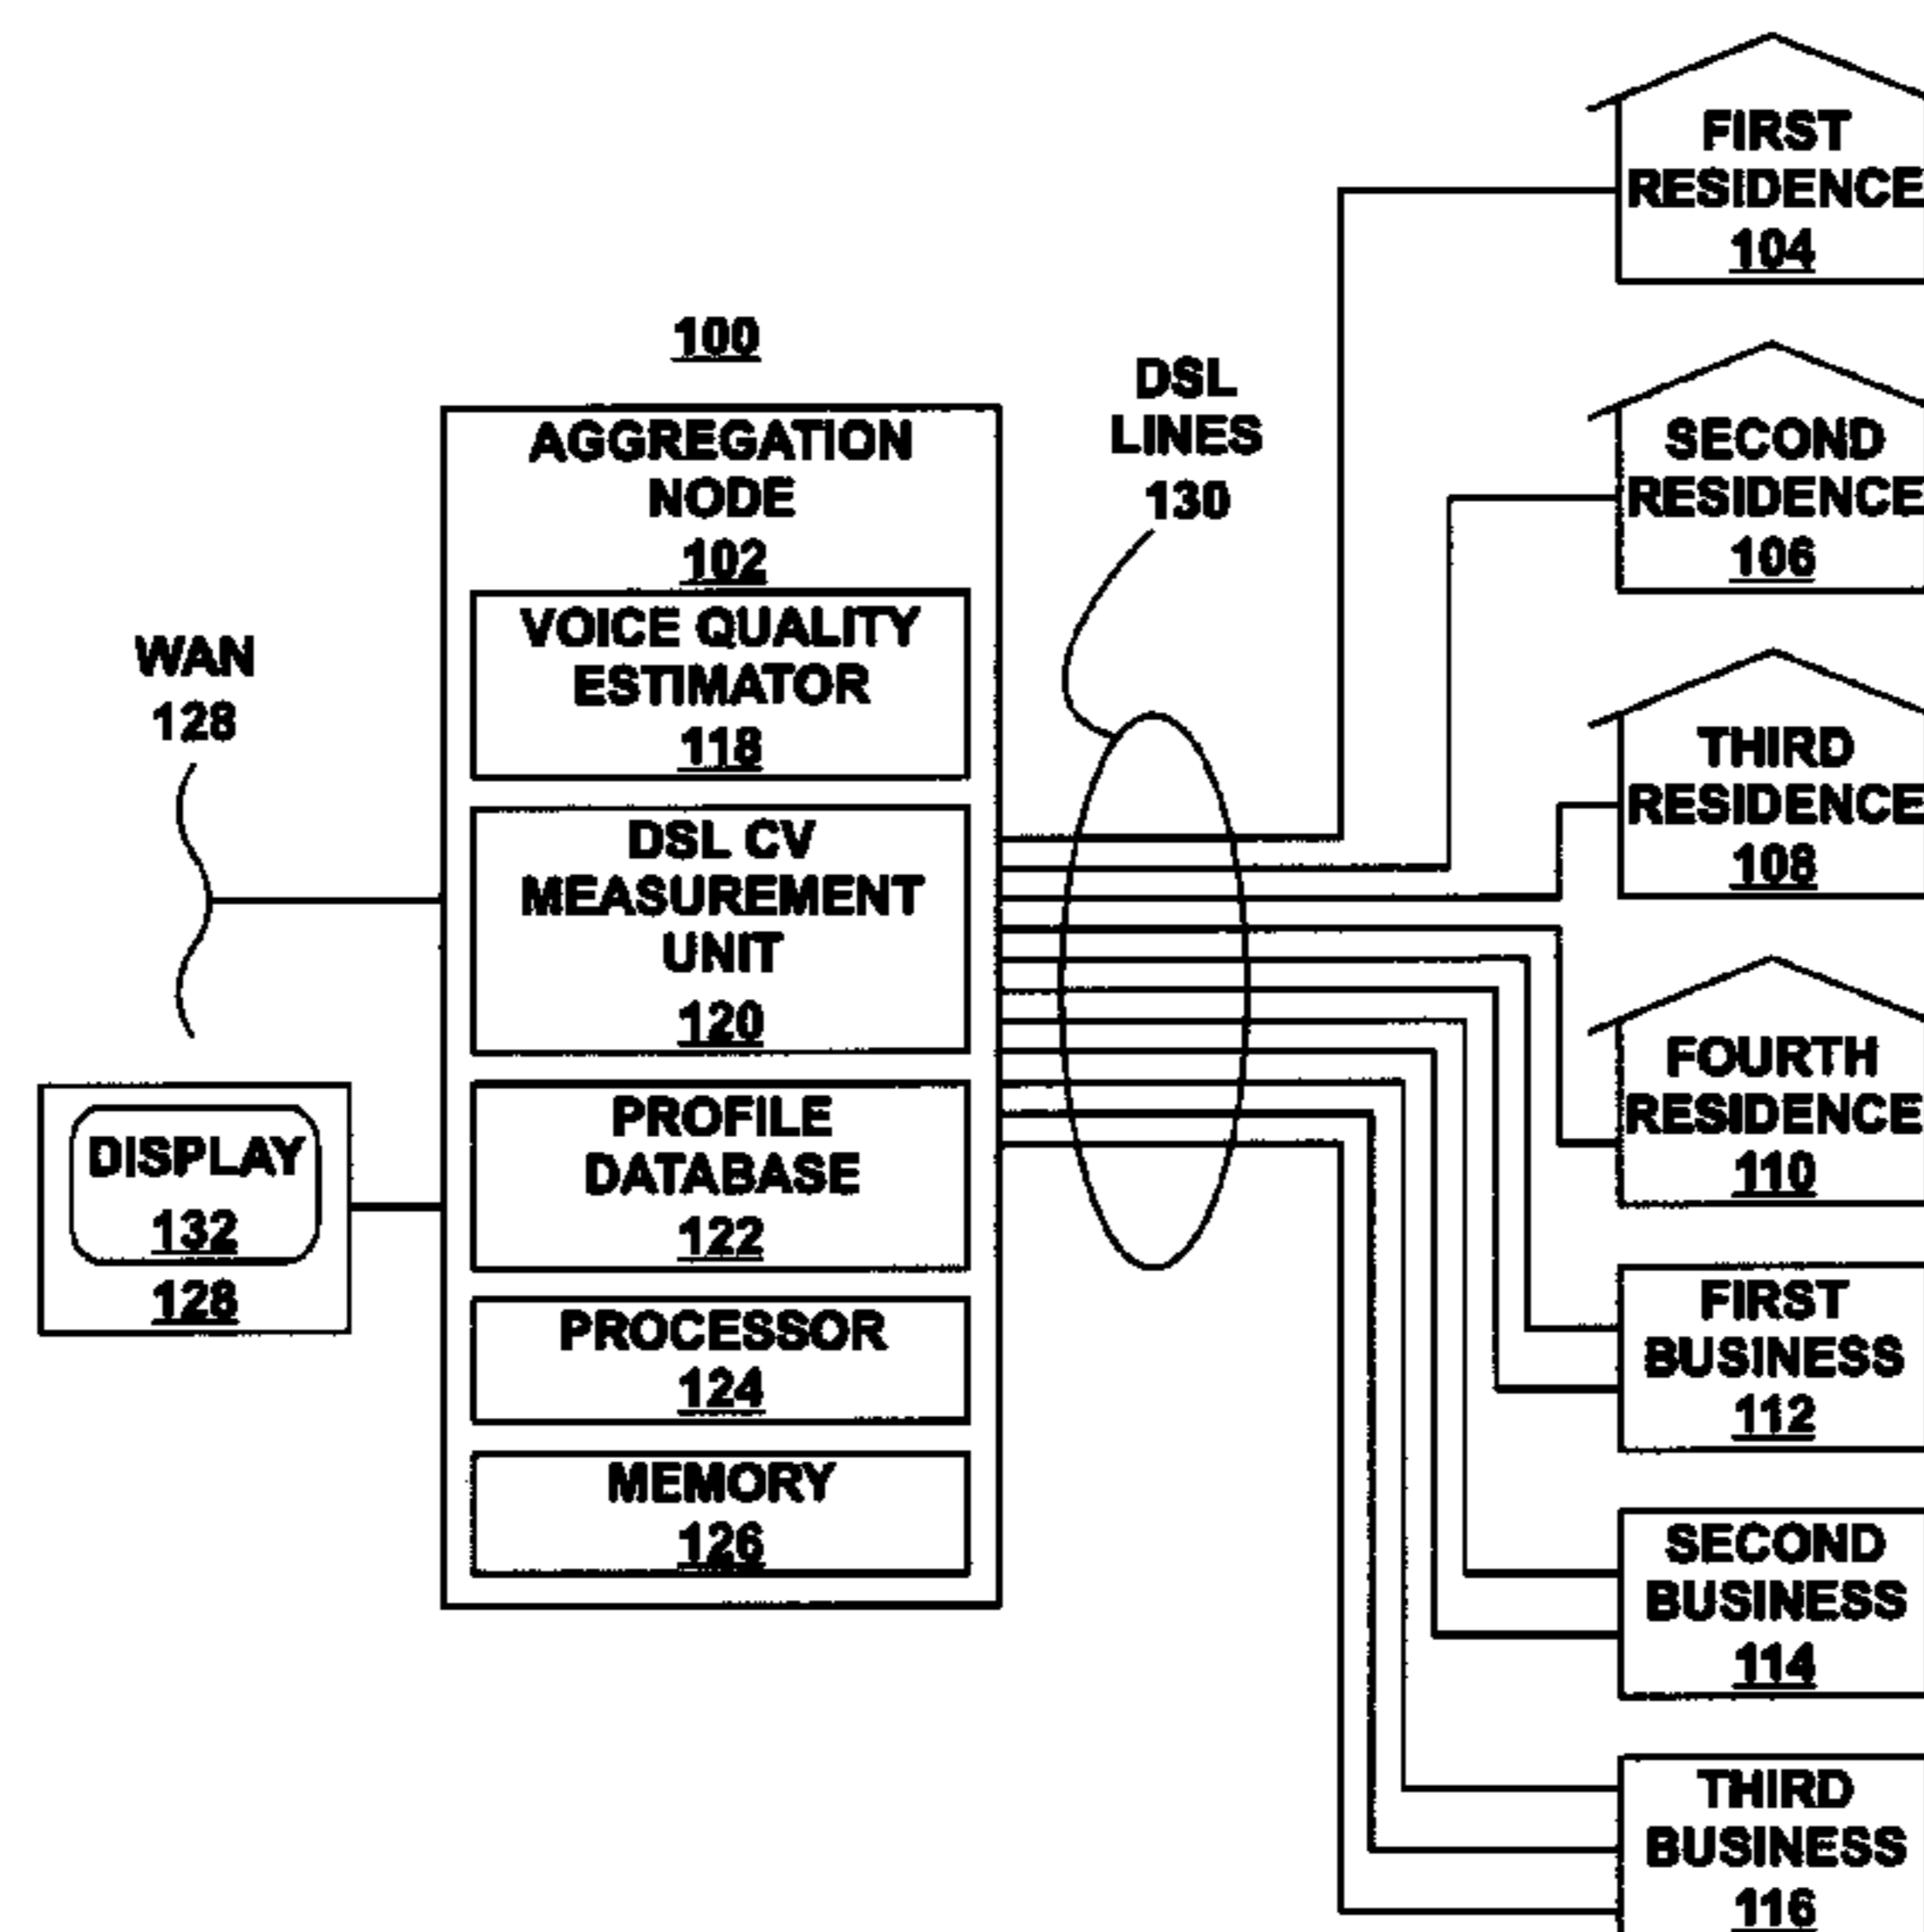 100
AGGREGATION
NODE
102
VOICE QUALITY
ESTIMATOR
118
DSL CV
MEASUREMENT
UNIT
120
PROFILE
DATABASE
122
PROCESSOR
124
MEMORY
126
WAN
128
DISPLAY
132
128
DSL
LINES
130
FIRST
RESIDENCE
104
SECOND
RESIDENCE
106
THIRD
RESIDENCE
108
FOURTH
RESIDENCE
110
FIRST
BUSINESS
112
SECOND
BUSINESS
114
THIRD
BUSINESS
116